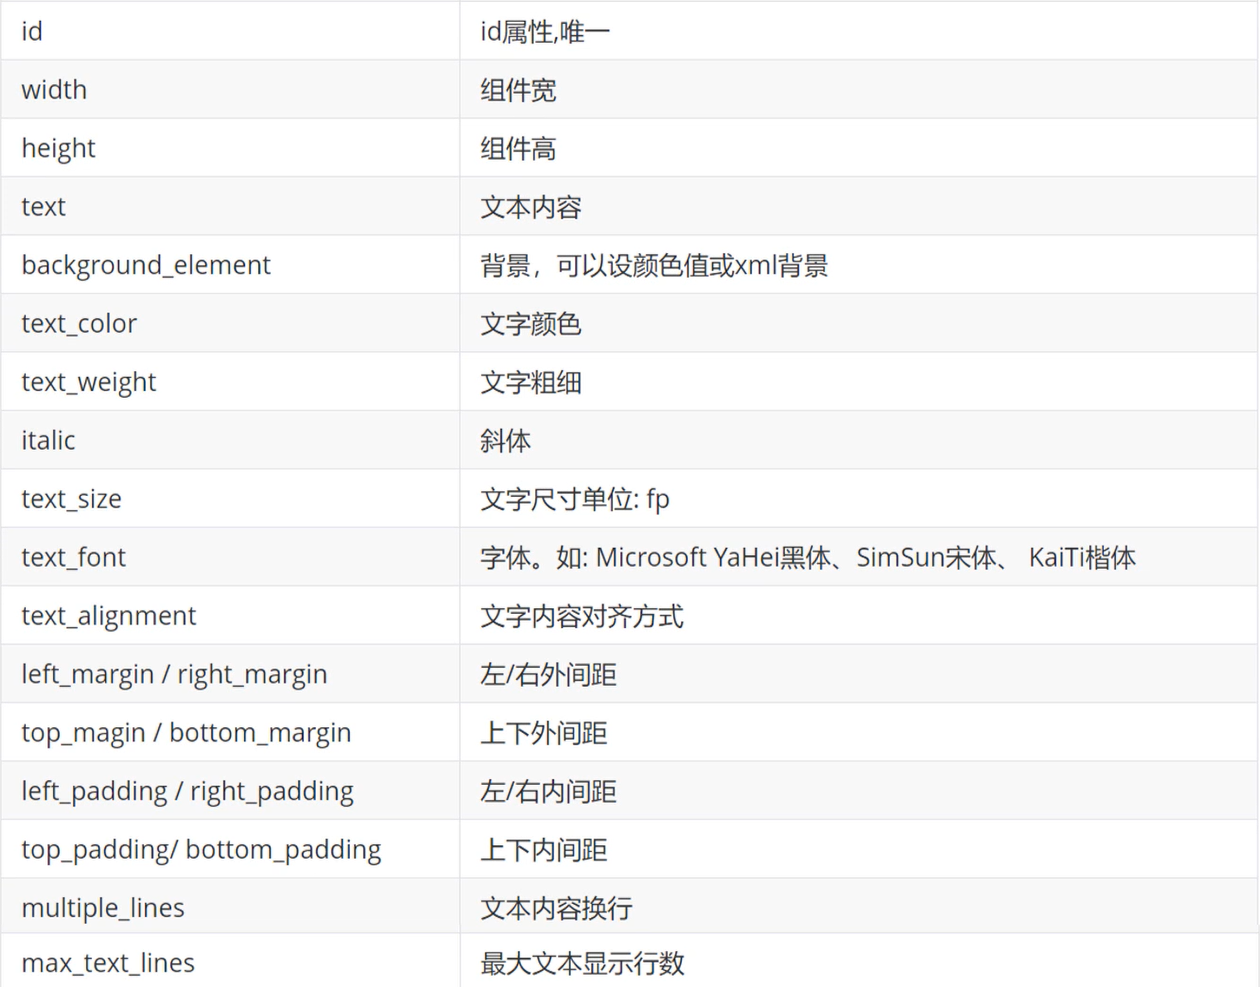 id id属性,唯一
width 组件宽
height 组件高
text 文本内容
background_element 背景，可以设颜色值或xml背景
text_color 文字颜色
text_weight 文字粗细
italic 斜体
text_size 文字尺寸单位: fp
text_font 字体。如: Microsoft YaHei黑体、SimSun宋体、 KaiTi楷体
text_alignment 文字内容对齐方式
left_margin / right_margin 左/右外间距
top_magin / bottom_margin 上下外间距
left_padding / right_padding 左/右内间距
top_padding/ bottom_padding 上下内间距
multiple_lines 文本内容换行
max_text_lines 最大文本显示行数